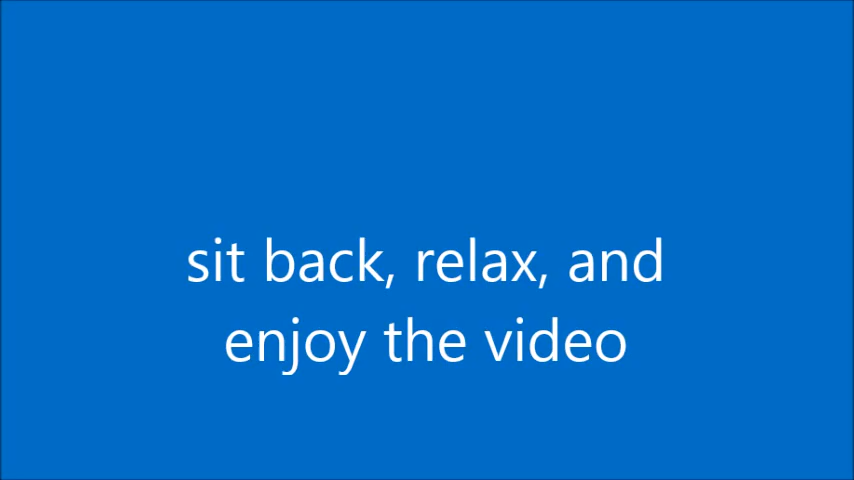 sit back, relax, and
enjoy the video